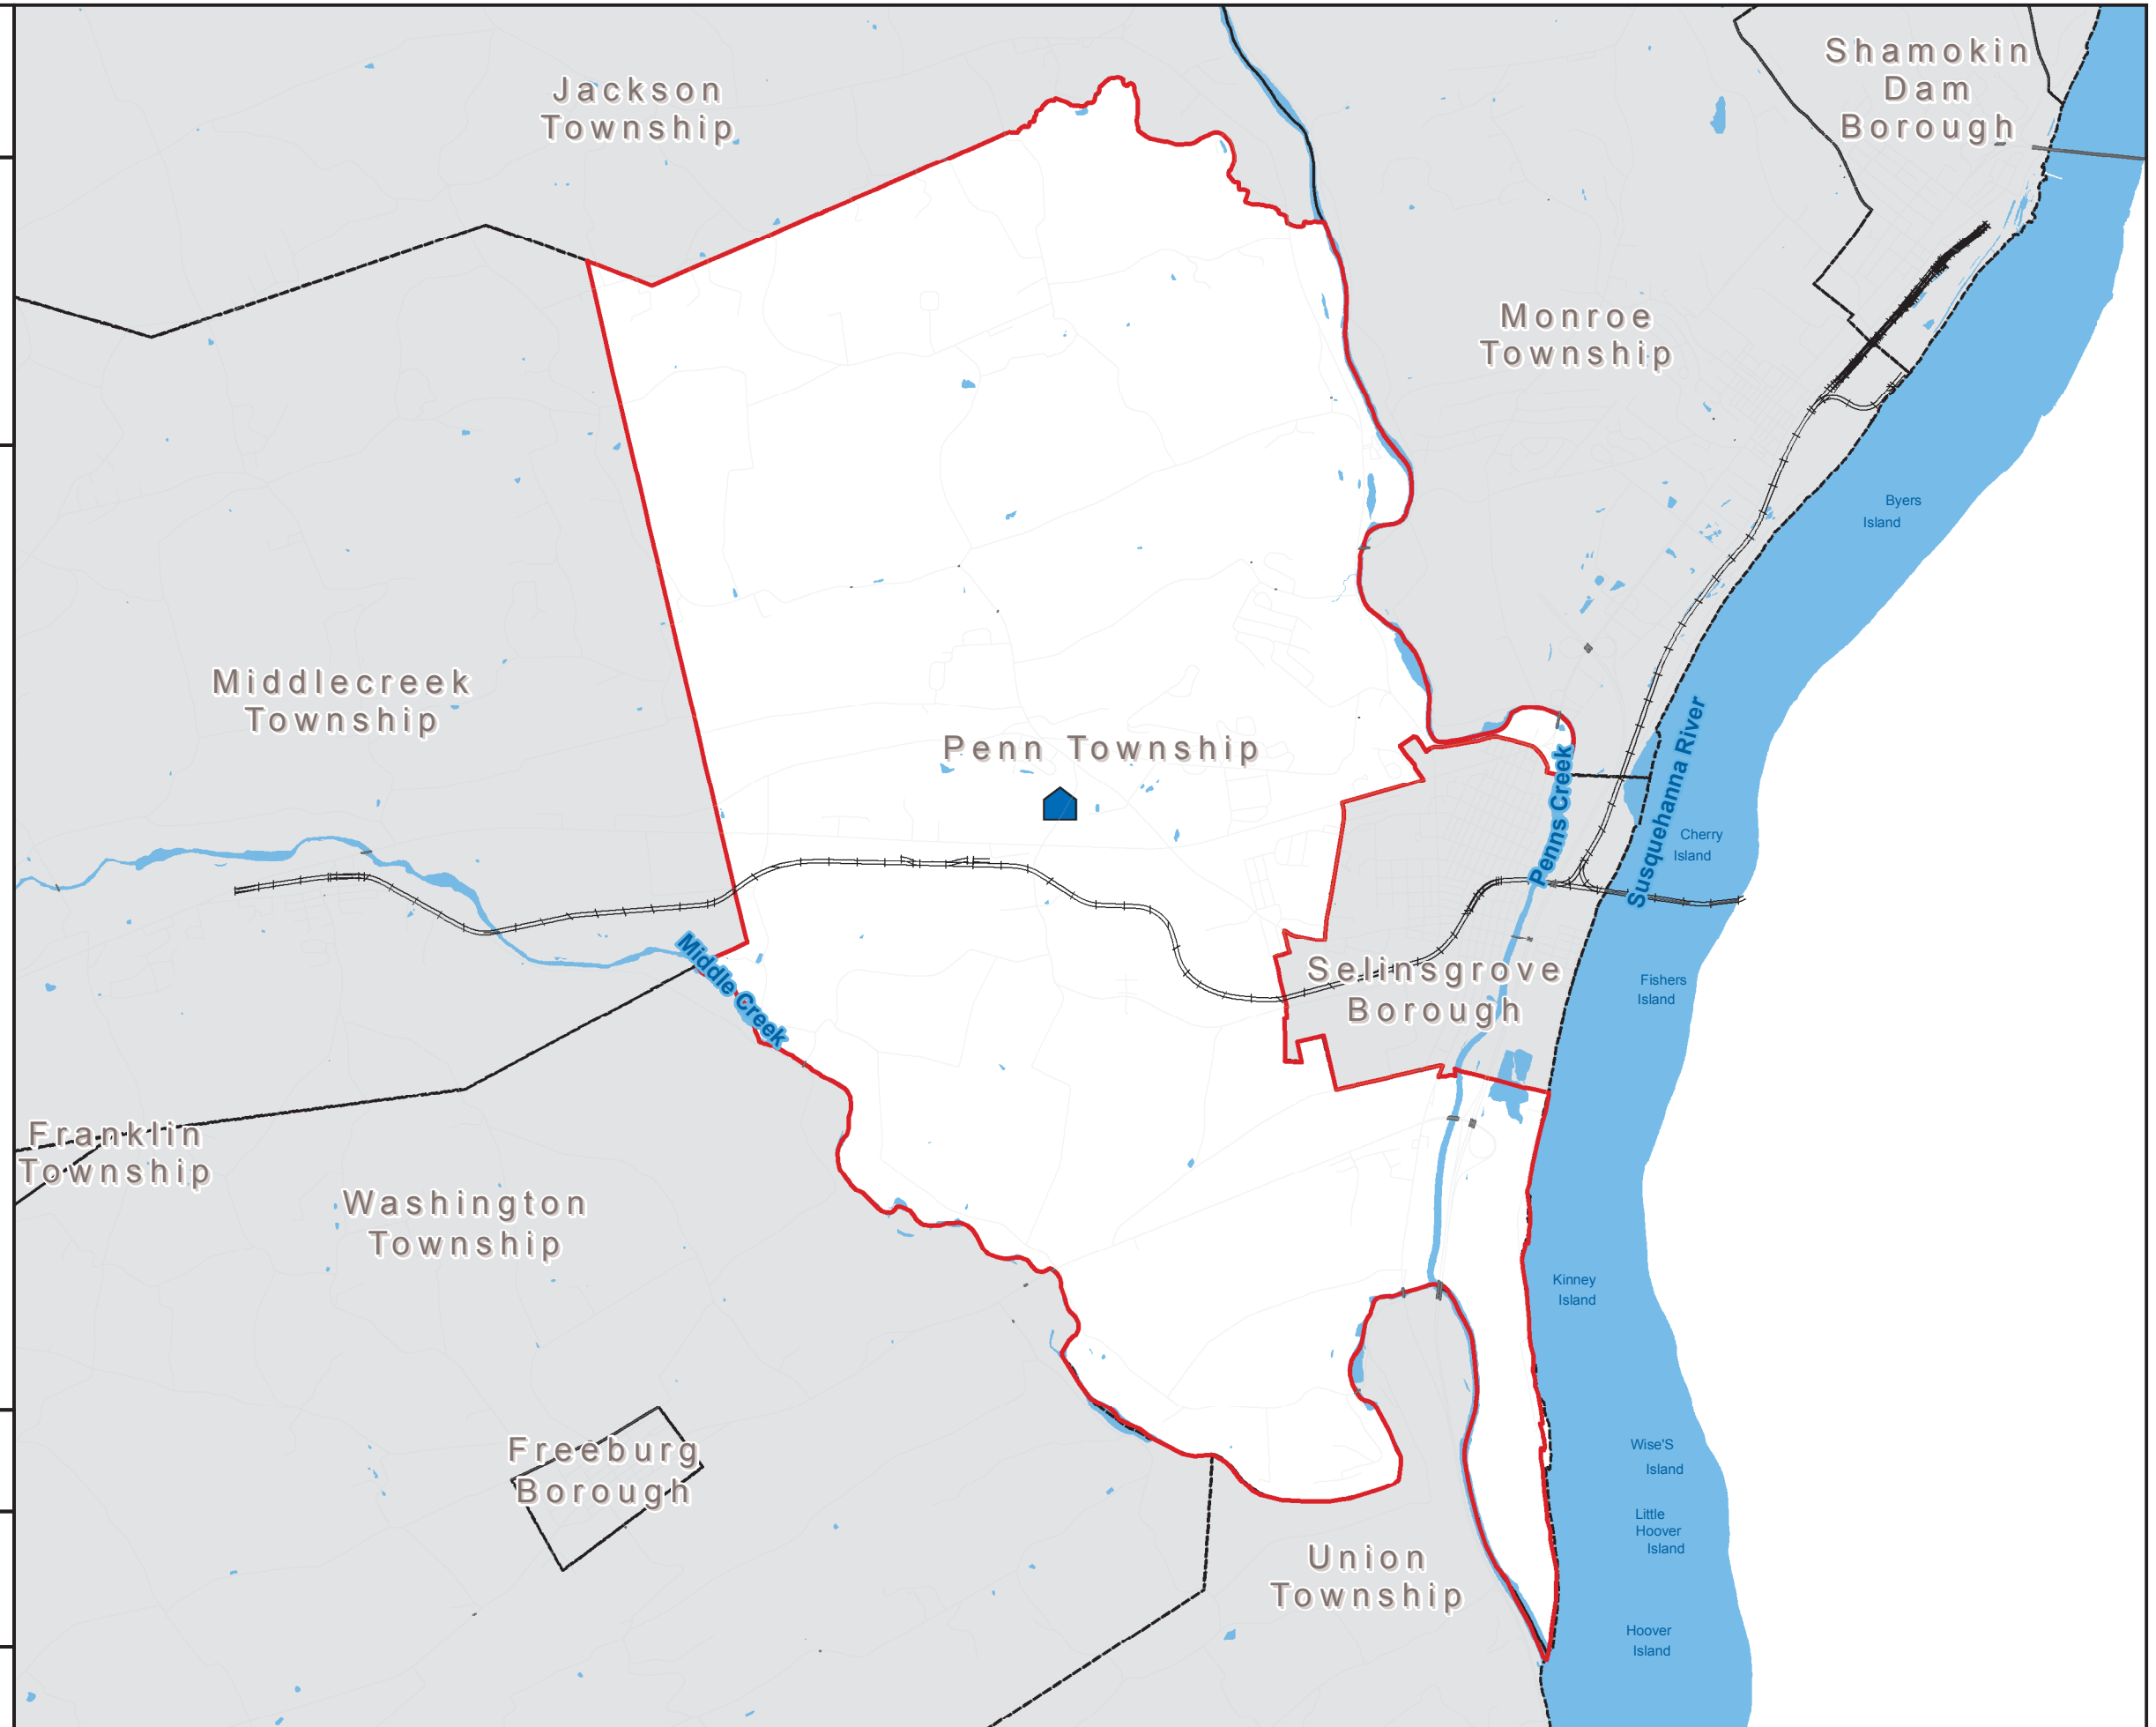 Shamokin
Dam
Borough
Jackson
Township
Monroe
Township
Byers
Island
Middlecreek
Township
Penn Township
Penns Creek
Susquehanna River
Cherry
Island
Middle Creek
Selinsgrove
Borough
Fishers
Island
Franklin
Township
Washington
Township
Kinney
Island
Freeburg
Borough
Wise'S
Island
Little
Hoover
Island
Union
Township
Hoover
Island